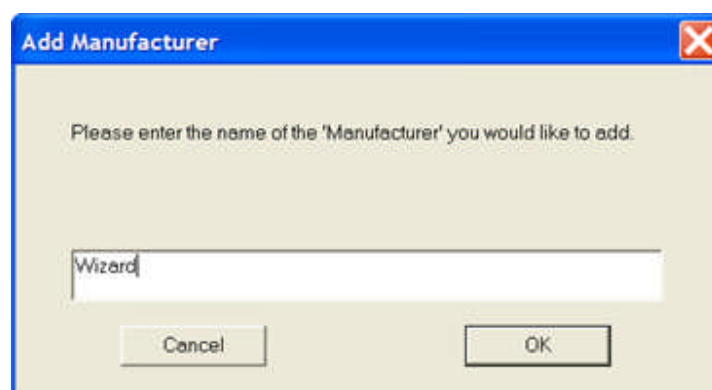 Add Manufacturer
Please enter the name of the 'Manufacturer' you would like to add.
Wizard
Cancel OK